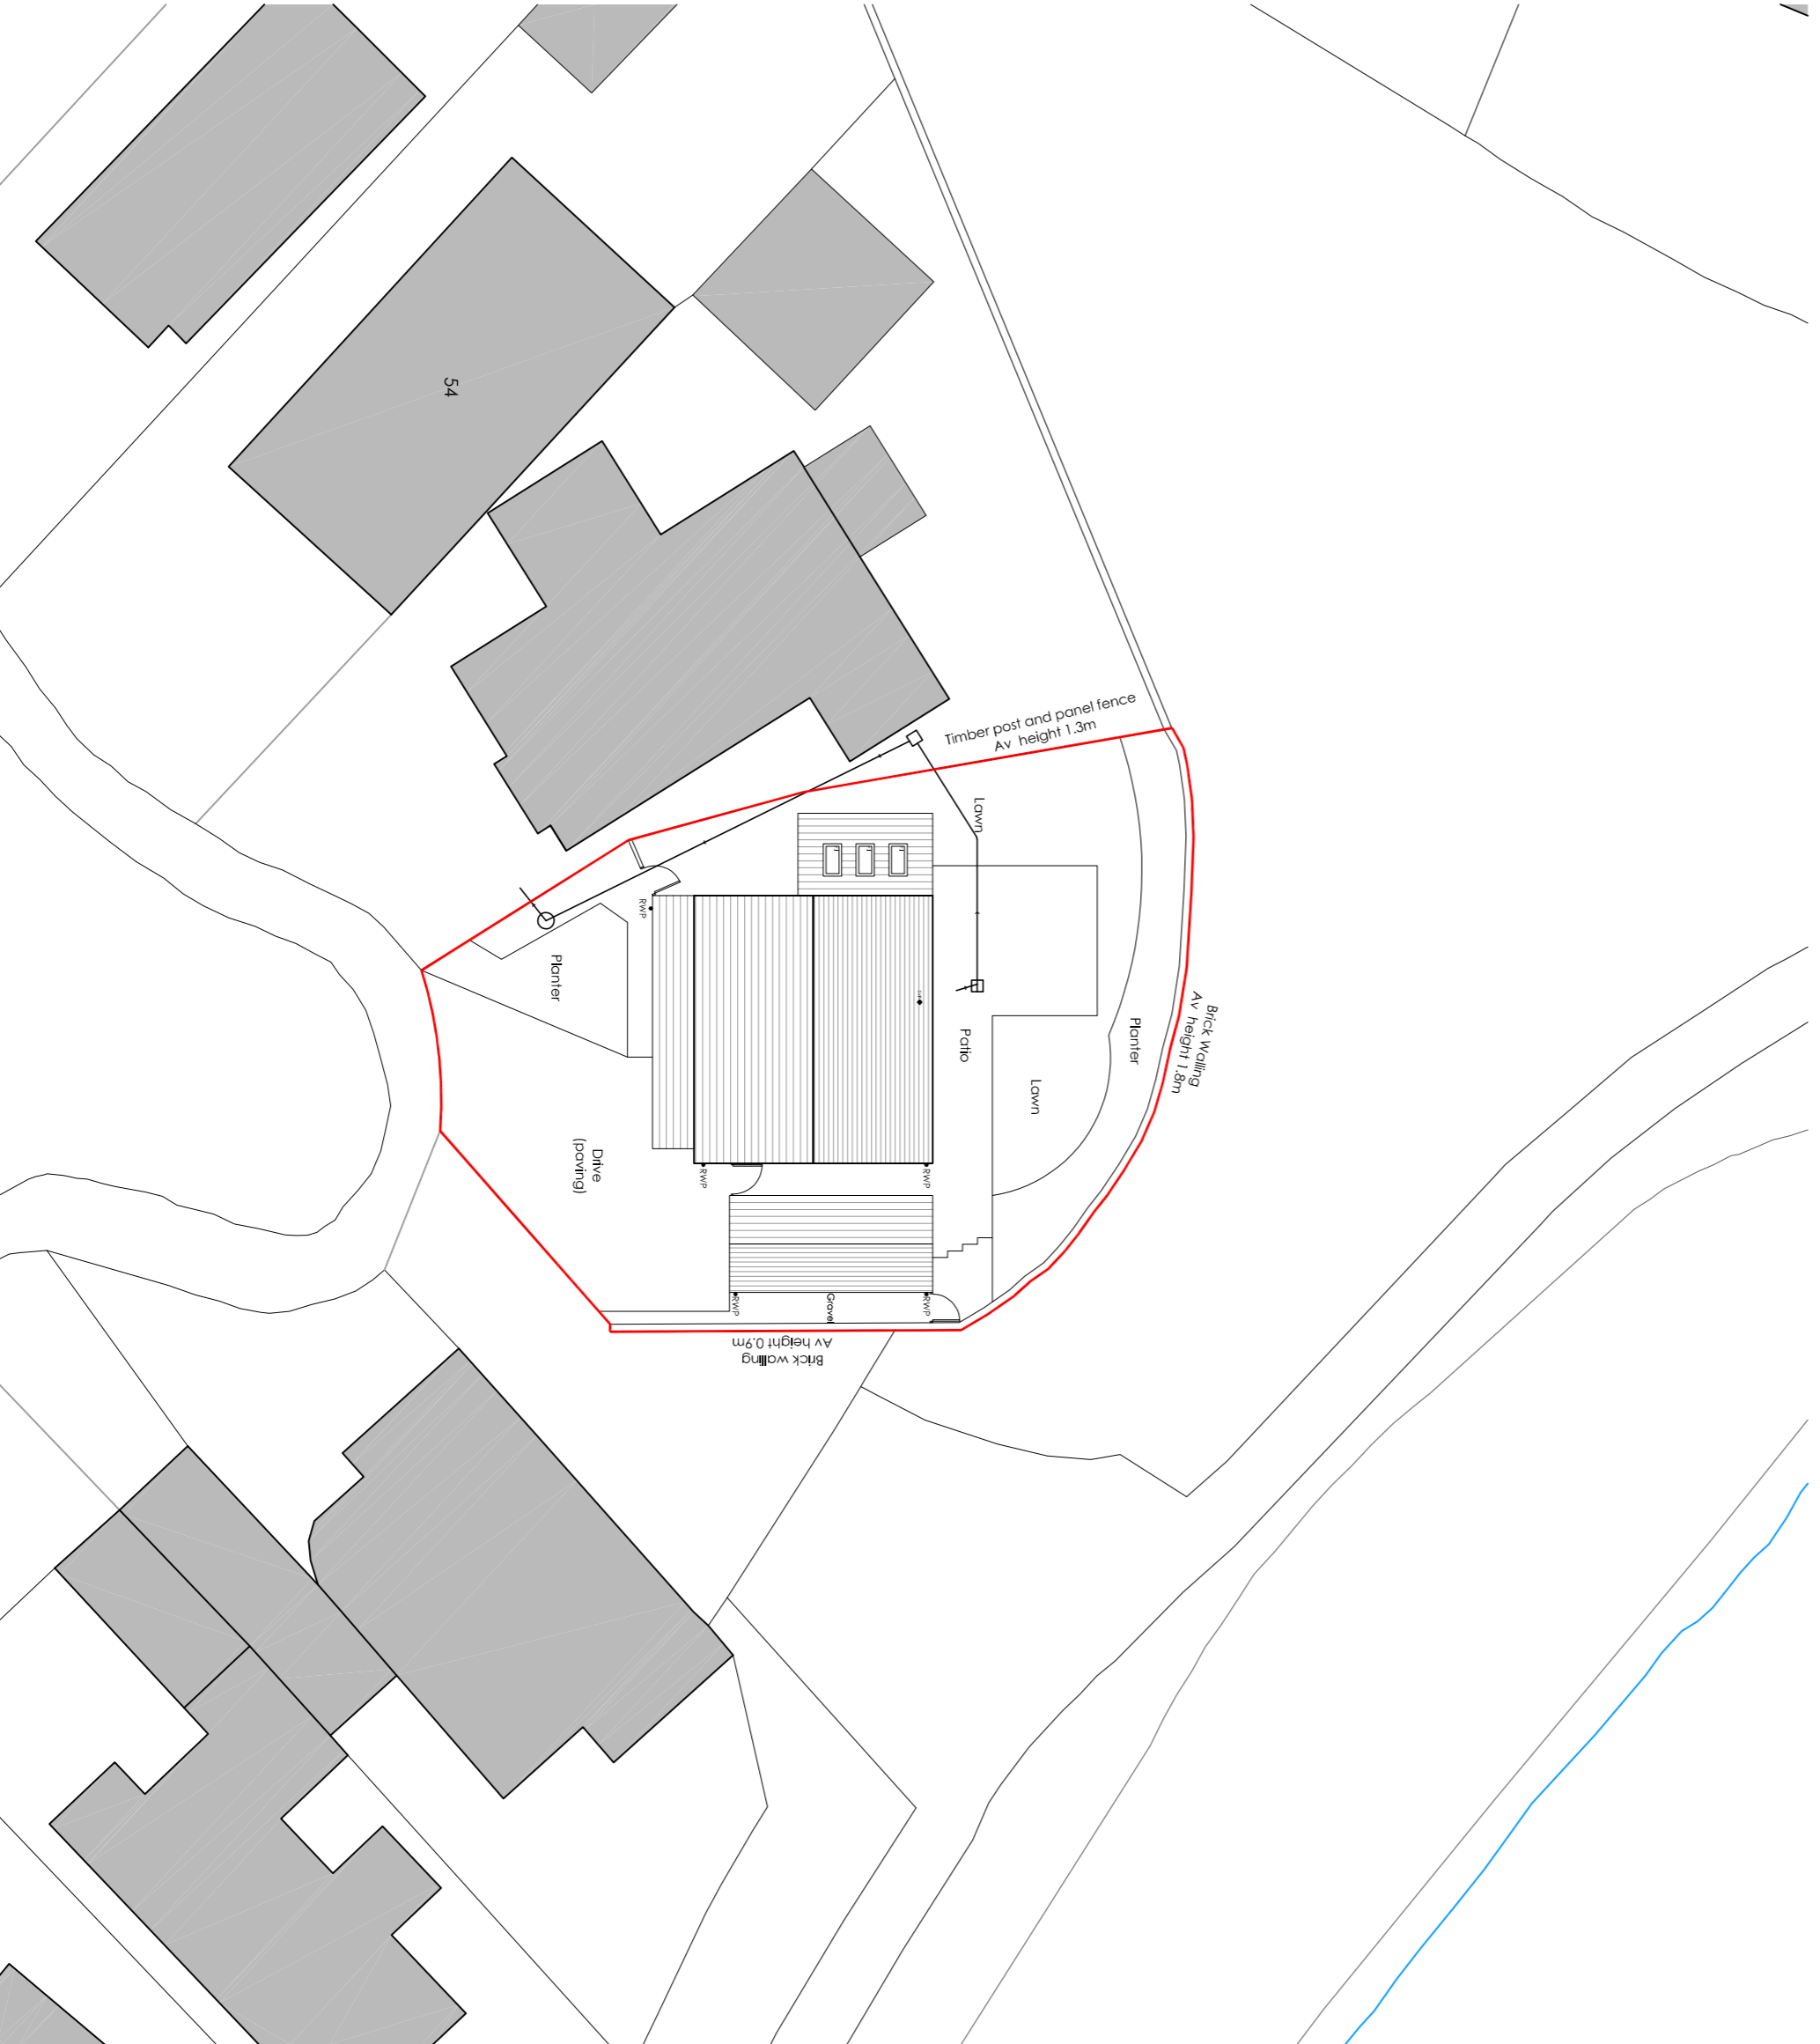 54
Timber post and panel fence
Av height 1.3m
Lawn
RWP
Planter
Patio
Planter
Brick Walling
Av height 1.8m
Lawn
Drive
(paving)
RWP
RWP
RWP
Gravel
RWP
Brick walling
Av height 0.9m